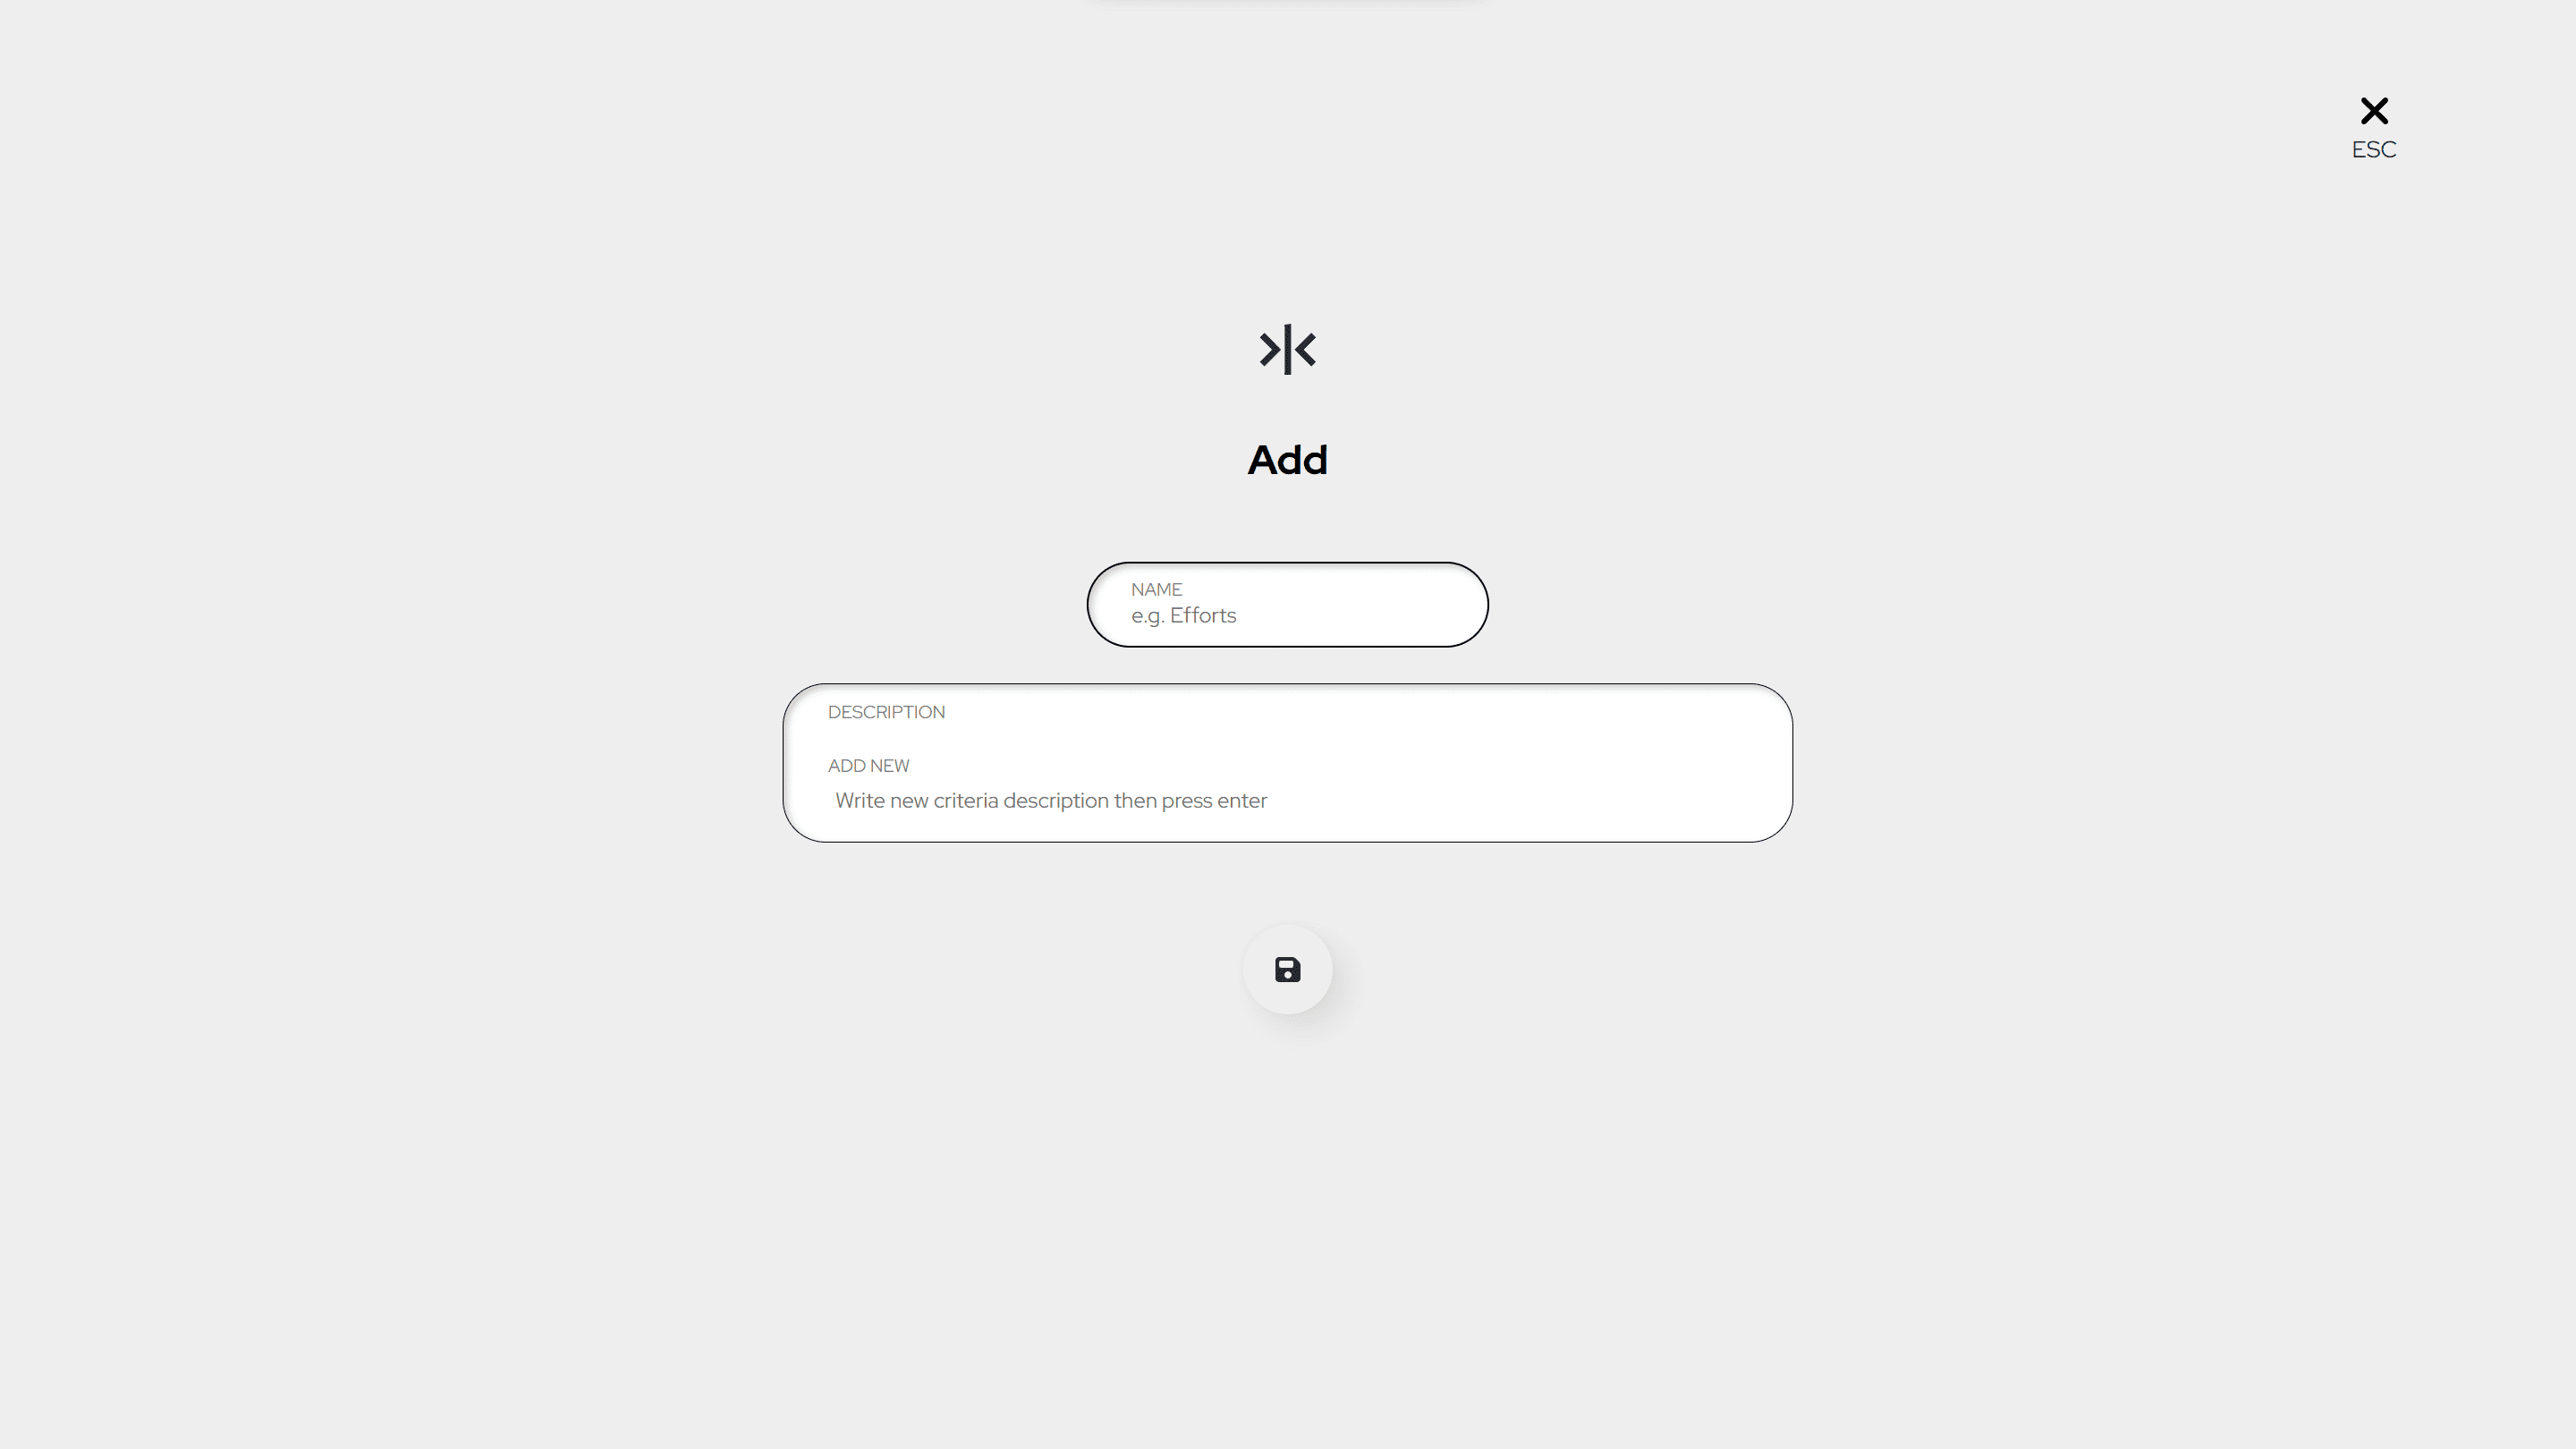 ESC
Add
NAME
e.g. Efforts
DESCRIPTION
ADD NEW
Write new criteria description then press enter